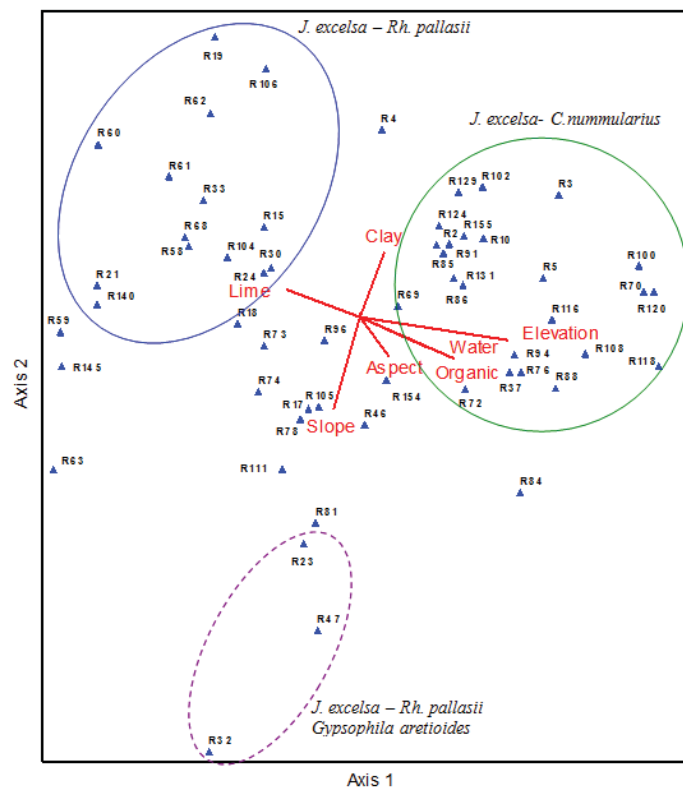 J. excelsa – Rh. pallasii
R19
R106
R62
R4
R60
J. excelsa- C.nummularius
R61
R129
R102
R3
R33
R124
R155
R15
R68
R2
R10
Clay
R58
R104
R30
R91
R85
R100
R21
R24
R131
R5
R70
Lime
R86
R120
R140
R69
R18
R116
R59
Elevation
R73
R96
Water
R94
R108
R145
Aspect
Organic
R118
R37
R76
R88
R74
R154
R72
R17
R105
R78
Slope
R46
R63
R111
R84
R81
R23
R47
J. excelsa – Rh. pallasii
Gypsophila aretioides
R32
Axis 2
Axis 1